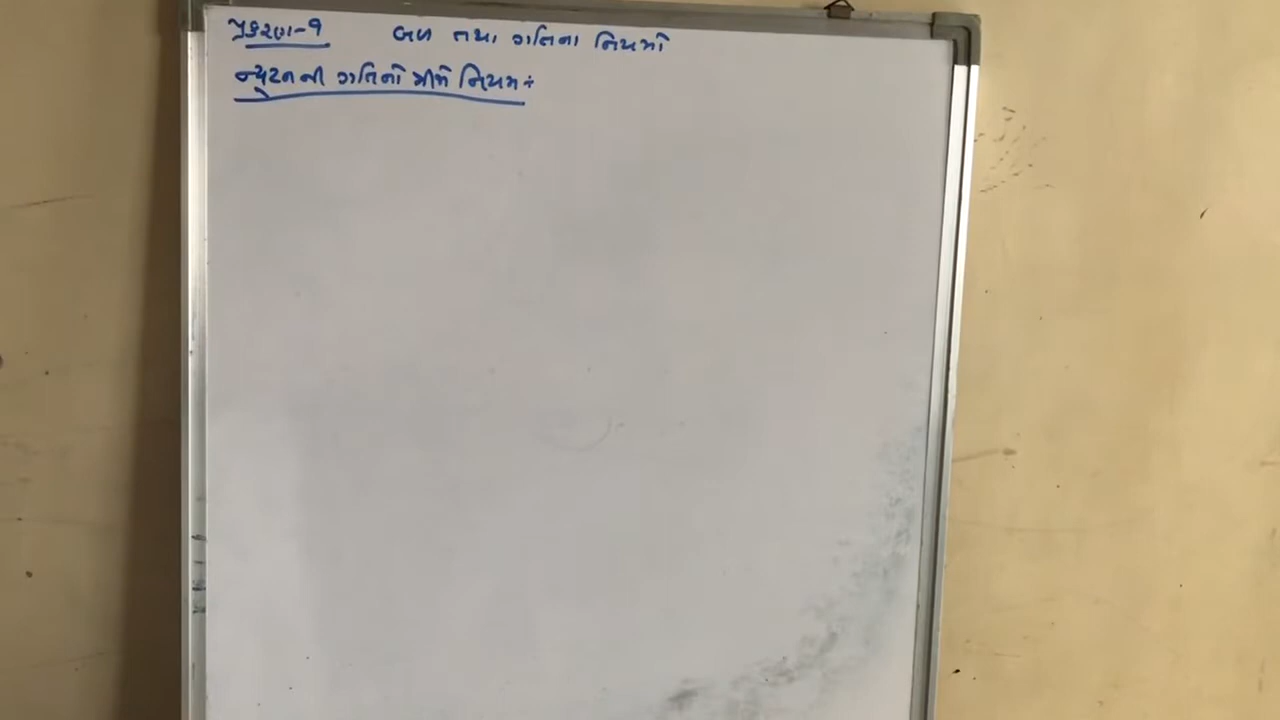 પ્રકરણ-૧ બળ તથા ગતિના નિયમો
ન્યુટનની ગતિનો ત્રીજો નિયમ: